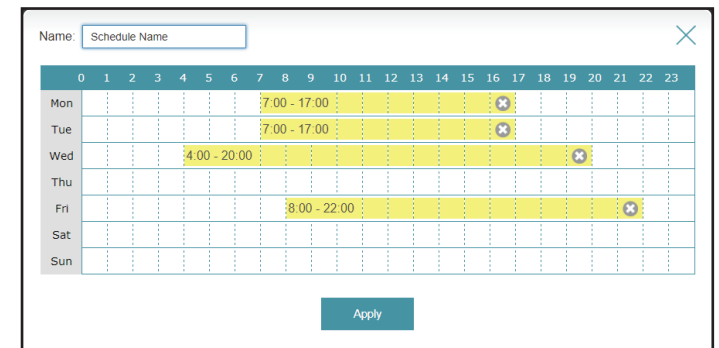 Name: Schedule Name
0 1 2 3 4 5 6 7 8 9 10 11 12 13 14 15 16 17 18 19 20 21 22 23
Mon 7:00 - 17:00
Tue 7:00 - 17:00
Wed 4:00 - 20:00
Thu
Fri 8:00 - 22:00
Sat
Sun
Apply